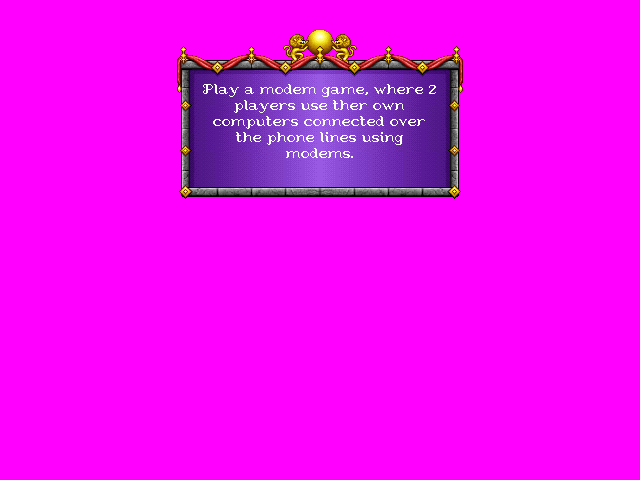 Play a modem game, where 2
players use ther own
computers connected over
the phone lines using
modems.